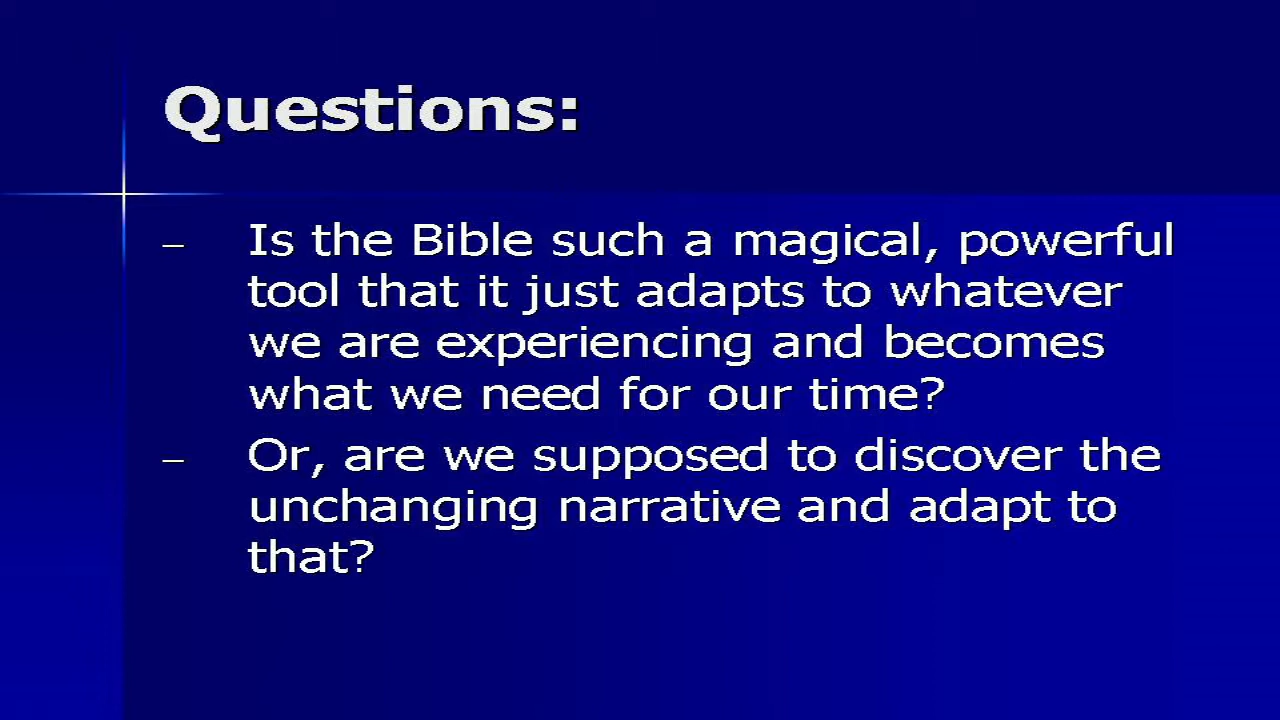 Questions:
– Is the Bible such a magical, powerful
tool that it just adapts to whatever
we are experiencing and becomes
what we need for our time?
– Or, are we supposed to discover the
unchanging narrative and adapt to
that?